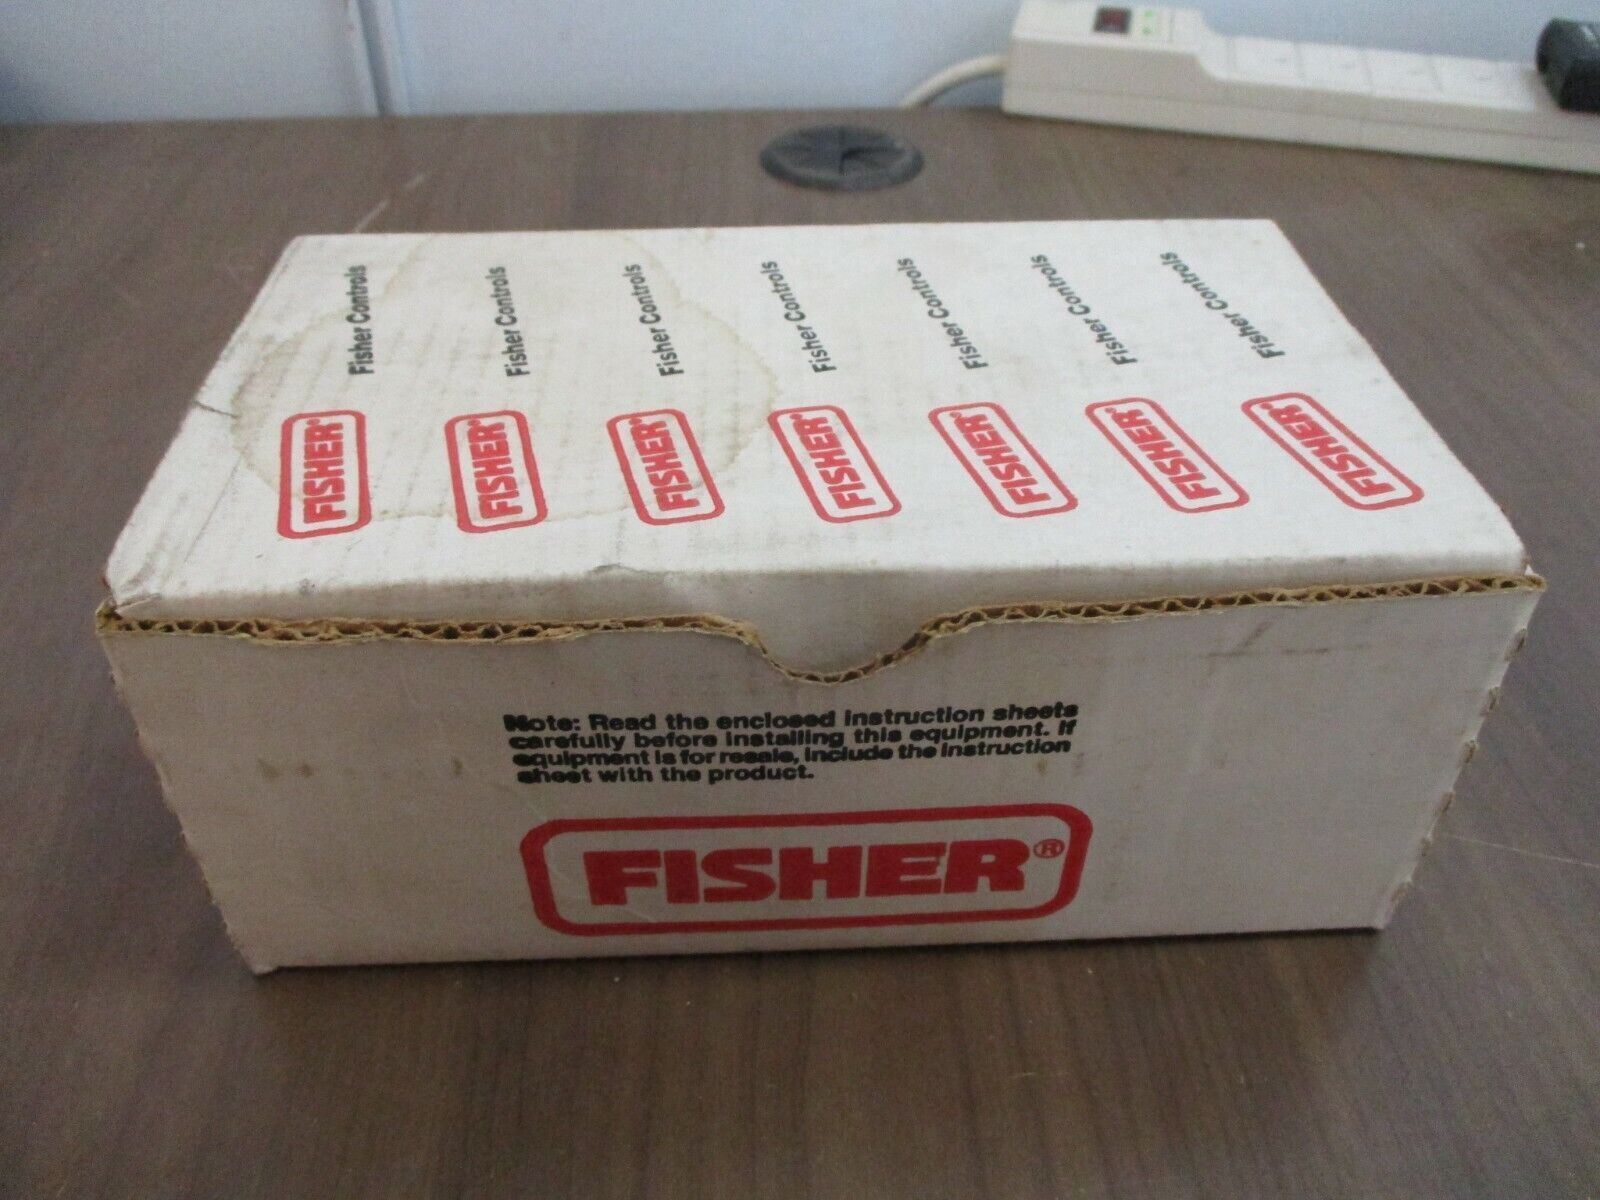 Fisher Controls
Fisher Controls
Fisher Controls
Fisher Controls
Fisher Controls
Fisher Controls
Fisher Controls
FISHER®
FISHER®
FISHER®
FISHER®
FISHER®
FISHER®
FISHER®
Note: Read the enclosed instruction sheets
carefully before installing this equipment. If
equipment is for resale, include the instruction
sheet with the product.
FISHER®